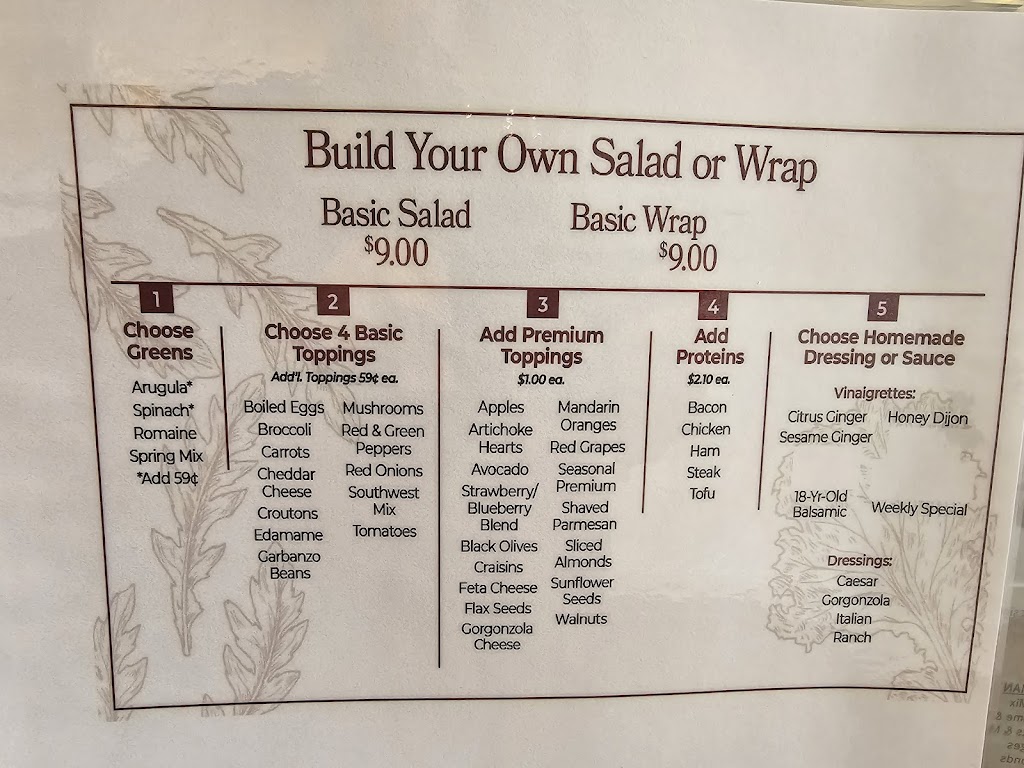 Build Your Own Salad or Wrap
Basic Salad
$9.00
Basic Wrap
$9.00
1
Choose
Greens
Arugula*
Spinach*
Romaine
Spring Mix
*Add 59¢
2
Choose 4 Basic
Toppings
Add'l. Toppings 59¢ ea.
Boiled Eggs
Broccoli
Carrots
Cheddar
Cheese
Croutons
Edamame
Garbanzo
Beans
Mushrooms
Red & Green
Peppers
Red Onions
Southwest
Mix
Tomatoes
3
Add Premium
Toppings
$1.00 ea.
Apples
Artichoke
Hearts
Avocado
Strawberry/
Blueberry
Blend
Black Olives
Craisins
Feta Cheese
Flax Seeds
Gorgonzola
Cheese
Mandarin
Oranges
Red Grapes
Seasonal
Premium
Shaved
Parmesan
Sliced
Almonds
Sunflower
Seeds
Walnuts
4
Add
Proteins
$2.10 ea.
Bacon
Chicken
Ham
Steak
Tofu
5
Choose Homemade
Dressing or Sauce
Vinaigrettes:
Citrus Ginger
Honey Dijon
Sesame Ginger
18-Yr-Old
Balsamic
Weekly Special
Dressings:
Caesar
Gorgonzola
Italian
Ranch